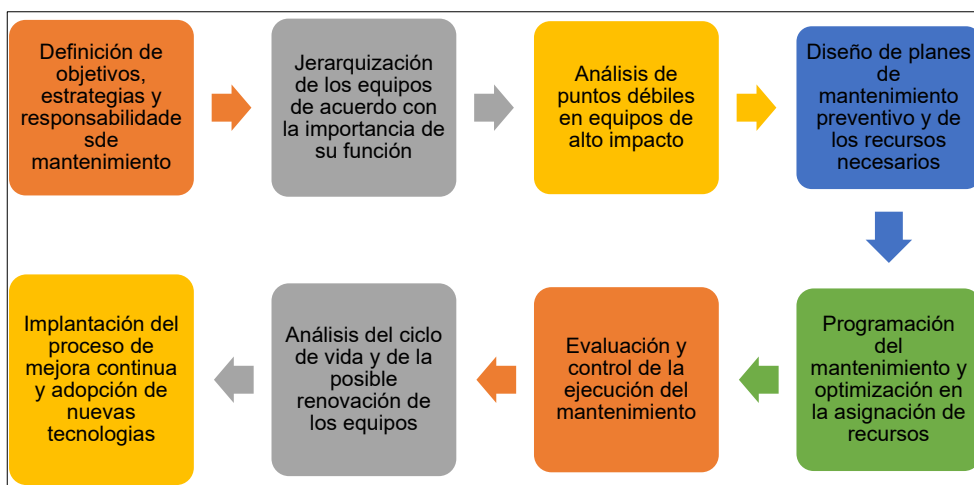 Definición de
objetivos,
estrategias y
responsabilidade
sde
mantenimiento
Jerarquización
de los equipos
de acuerdo con
la importancia de
su función
Análisis de
puntos débiles
en equipos de
alto impacto
Diseño de planes
de
mantenimiento
preventivo y de
los recursos
necesarios
Programación
del
mantenimiento y
optimización en
la asignación de
recursos
Evaluación y
control de la
ejecución del
mantenimiento
Análisis del ciclo
de vida y de la
posible
renovación de
los equipos
Implantación del
proceso de
mejora continua
y adopción de
nuevas
tecnologias